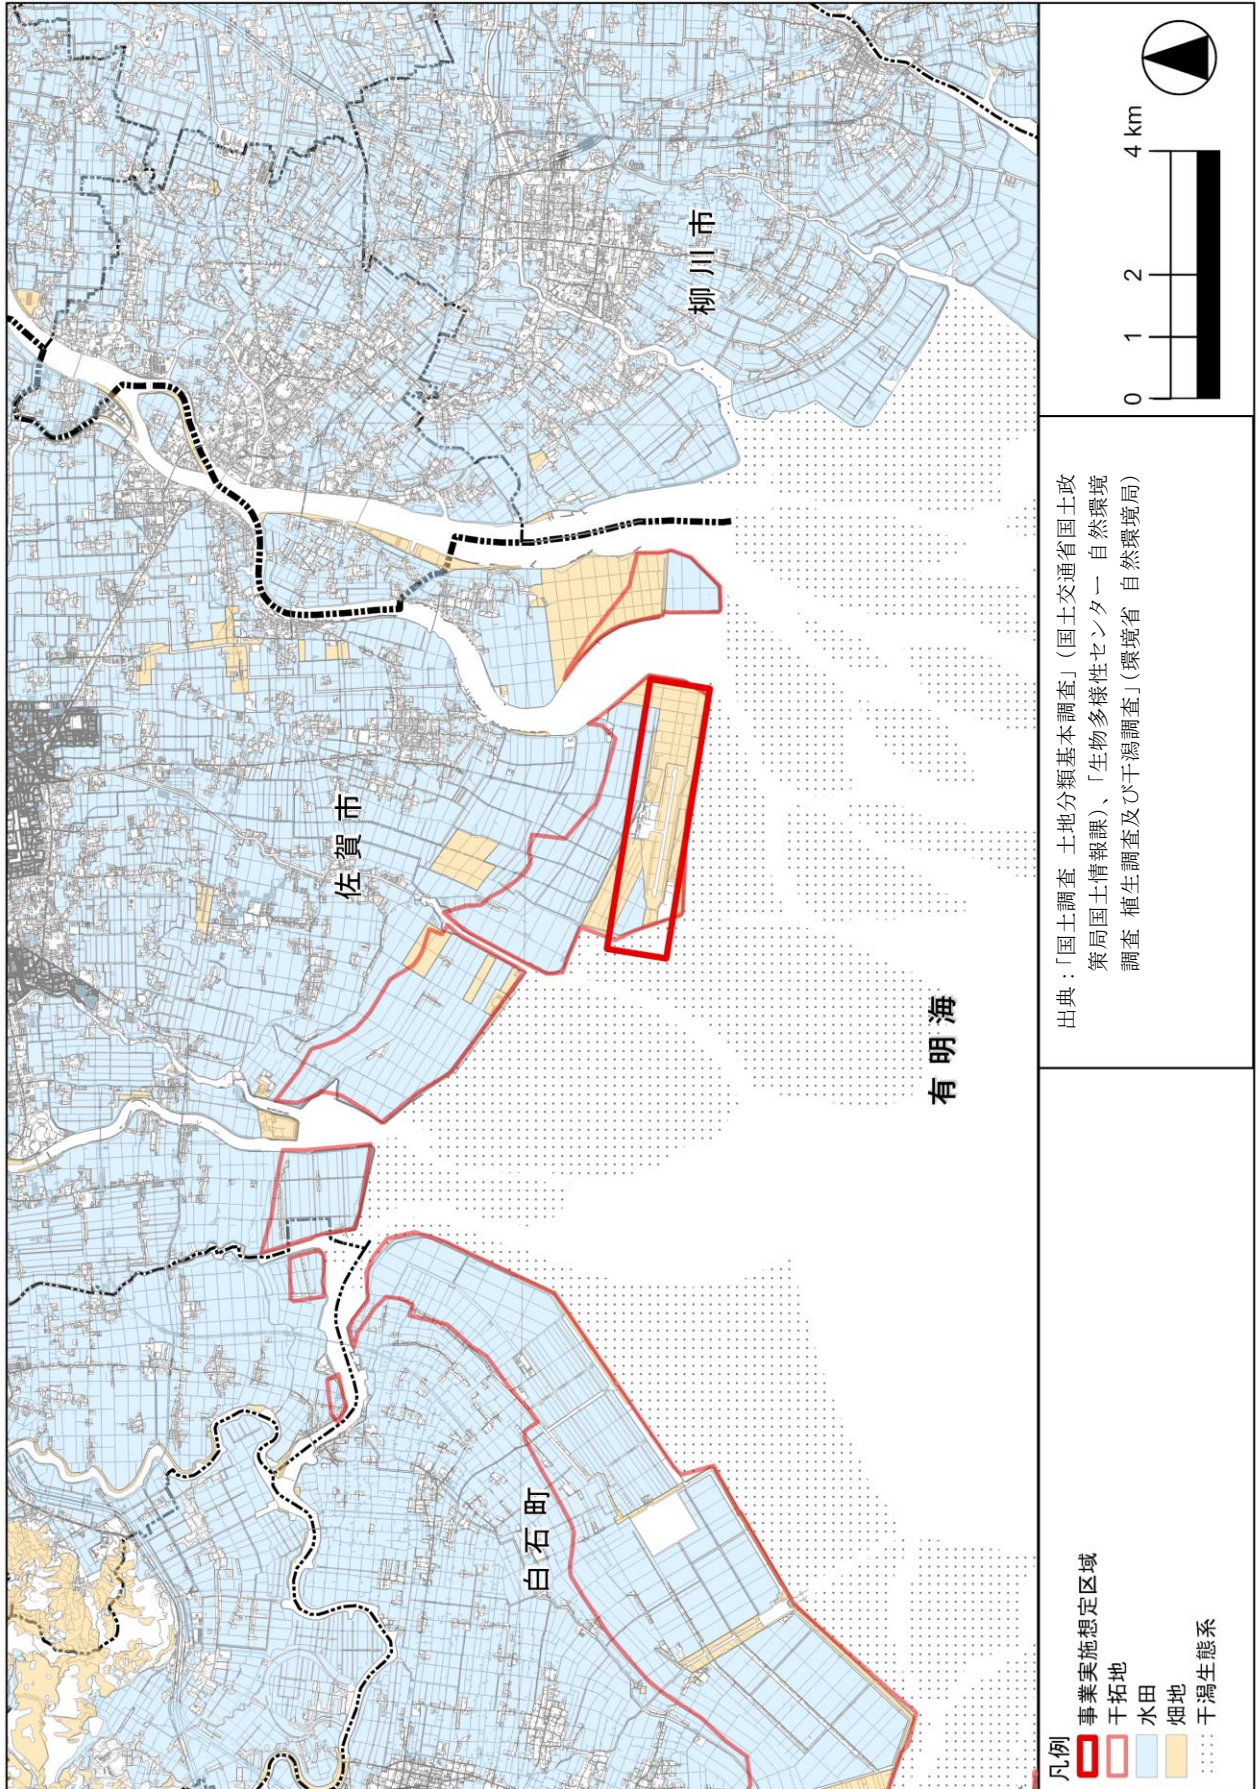 佐賀市
柳川市
白石町
有明海
凡例
事業実施想定区域
干拓地
水田
畑地
干潟生態系
出典：「国土調査 土地分類基本調査」（国土交通省国土政
策局国土情報課）、「生物多様性センター 自然環境
調査 植生調査及び干潟調査」（環境省 自然環境局）
0 1 2 4 km